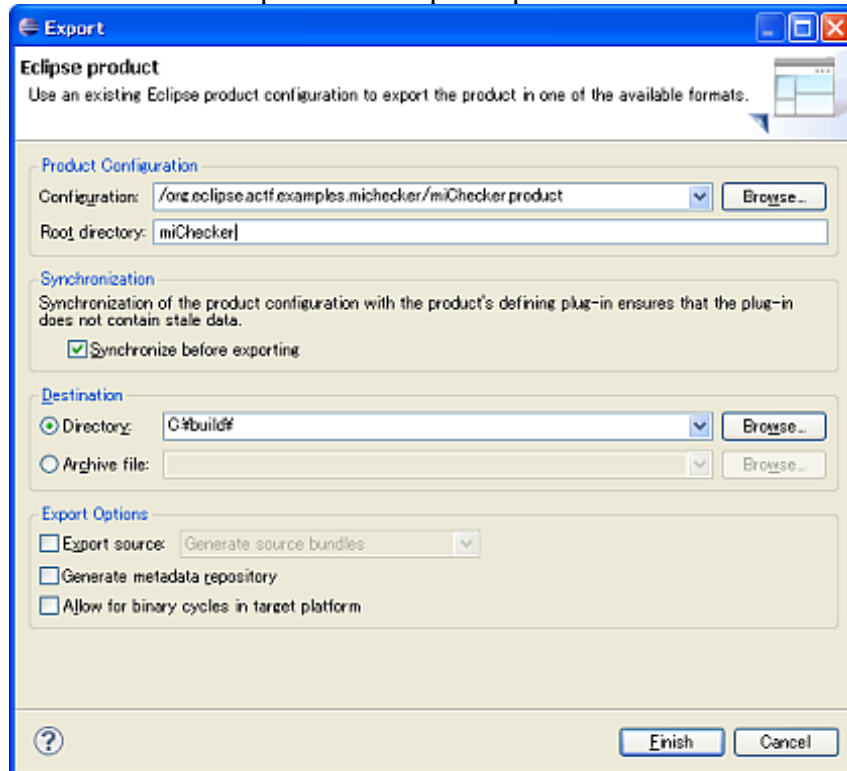 Export
Eclipse product
Use an existing Eclipse product configuration to export the product in one of the available formats.
Product Configuration
Configuration: /org.eclipse.actf.examples.michecker/miChecker.product Browse...
Root directory: miChecker
Synchronization
Synchronization of the product configuration with the product's defining plug-in ensures that the plug-in
does not contain stale data.
Synchronize before exporting
Destination
Directory: C:¥build¥ Browse...
Archive file: Browse...
Export Options
Export source: Generate source bundles
Generate metadata repository
Allow for binary cycles in target platform
? Finish Cancel